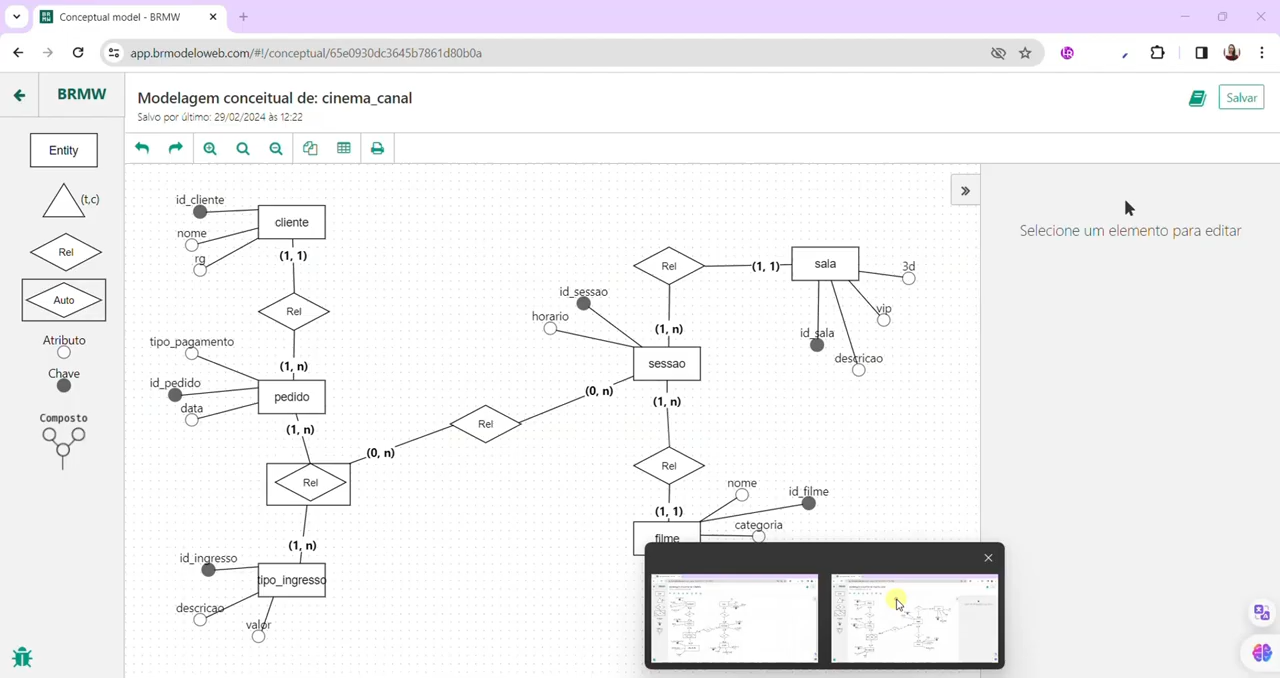 Conceptual model - BRMW
app.brmodeloweb.com/#!/conceptual/65e0930dc3645b7861d80b0a
BRMW
Modelagem conceitual de: cinema_canal
Salvo por último: 29/02/2024 às 12:22
Salvar
Entity
(t,c)
Rel
Auto
Atributo
Chave
Composto
id_cliente
cliente
nome
rg
(1, 1)
Rel
tipo_pagamento
(1, n)
id_pedido
pedido
data
(1, n)
Rel
(0, n)
Rel
(0, n)
(1, n)
id_ingresso
tipo_ingresso
descricao
valor
Rel
(1, 1)
sala
3d
vip
id_sala
descricao
id_sessao
horario
(1, n)
sessao
(1, n)
Rel
nome
id_filme
(1, 1)
categoria
filme
Selecione um elemento para editar